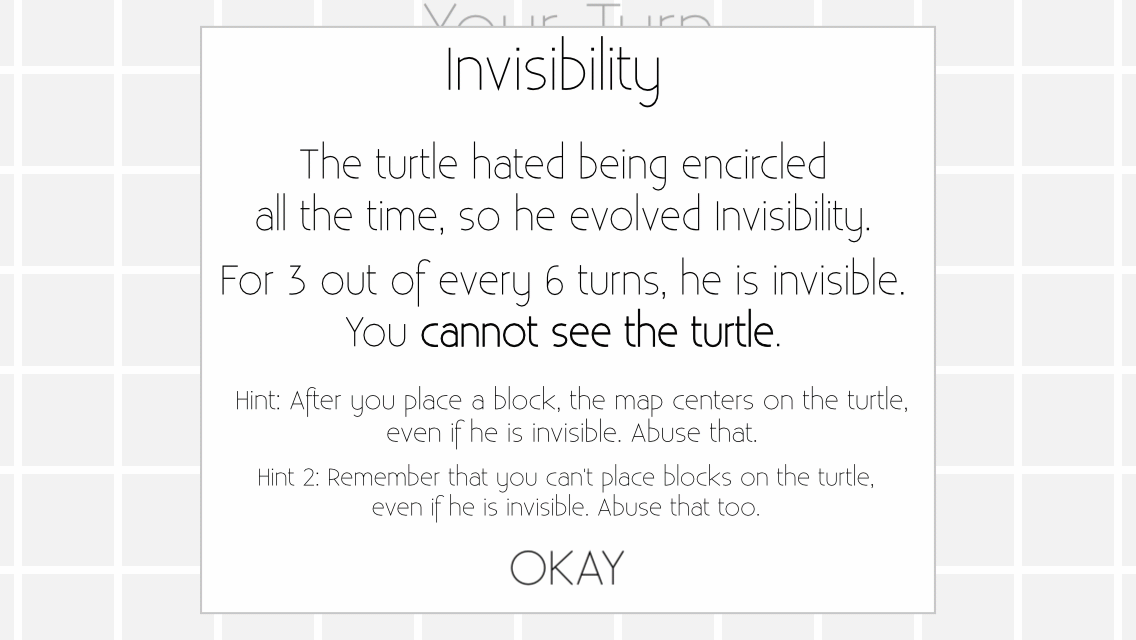 Your Turn
Invisibility
The turtle hated being encircled
all the time, so he evolved Invisibility.
For 3 out of every 6 turns, he is invisible.
You cannot see the turtle.
Hint: After you place a block, the map centers on the turtle,
even if he is invisible. Abuse that.
Hint 2: Remember that you can't place blocks on the turtle,
even if he is invisible. Abuse that too.
OKAY